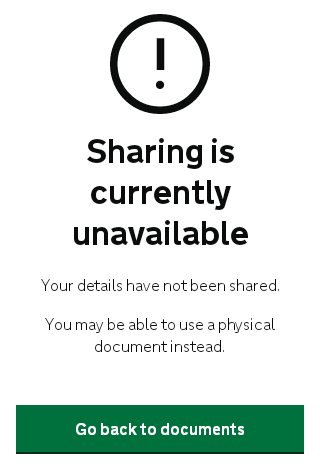 Sharing is
currently
unavailable
Your details have not been shared.
You may be able to use a physical
document instead.
Go back to documents